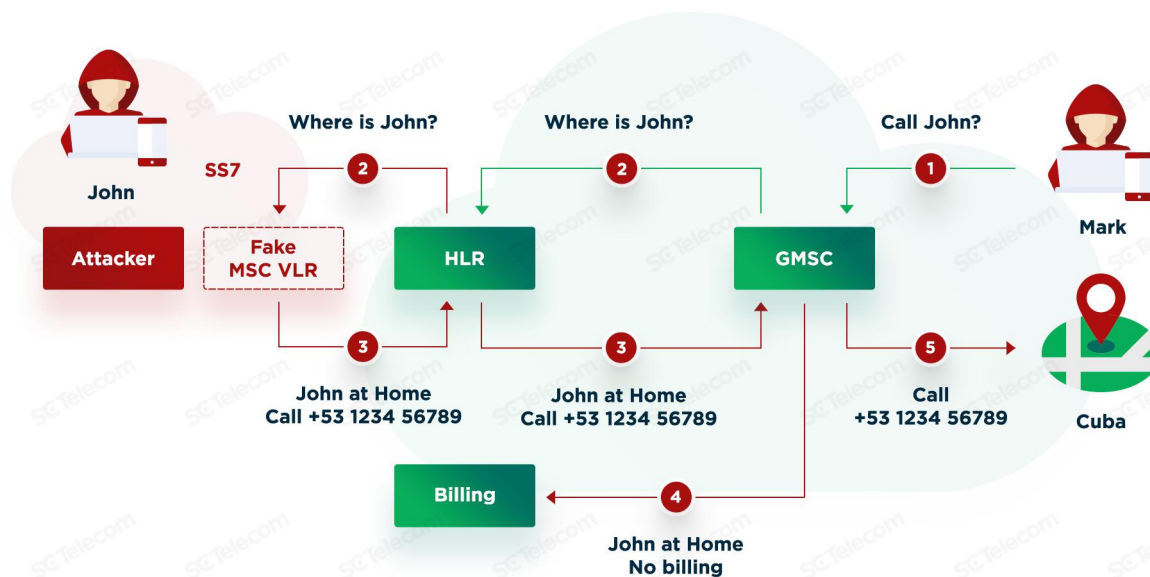 Where is John?
Where is John?
Call John?
SS7
2
2
1
John
Mark
Attacker
Fake
MSC VLR
HLR
GMSC
3
3
5
John at Home
Call +53 1234 56789
John at Home
Call +53 1234 56789
Call
+53 1234 56789
Cuba
Billing
4
John at Home
No billing
SC Telecom